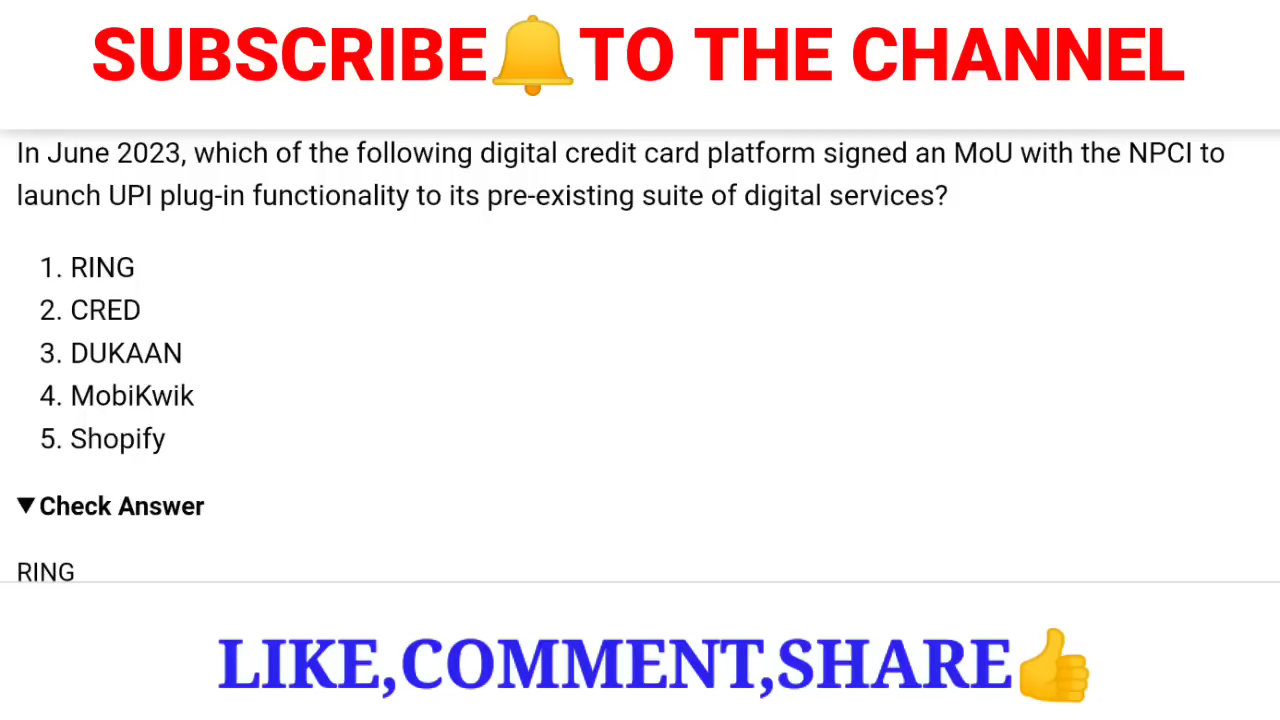 SUBSCRIBE🔔TO THE CHANNEL
In June 2023, which of the following digital credit card platform signed an MoU with the NPCI to
launch UPI plug-in functionality to its pre-existing suite of digital services?
1. RING
2. CRED
3. DUKAAN
4. MobiKwik
5. Shopify
▼Check Answer
RING
LIKE,COMMENT,SHARE👍